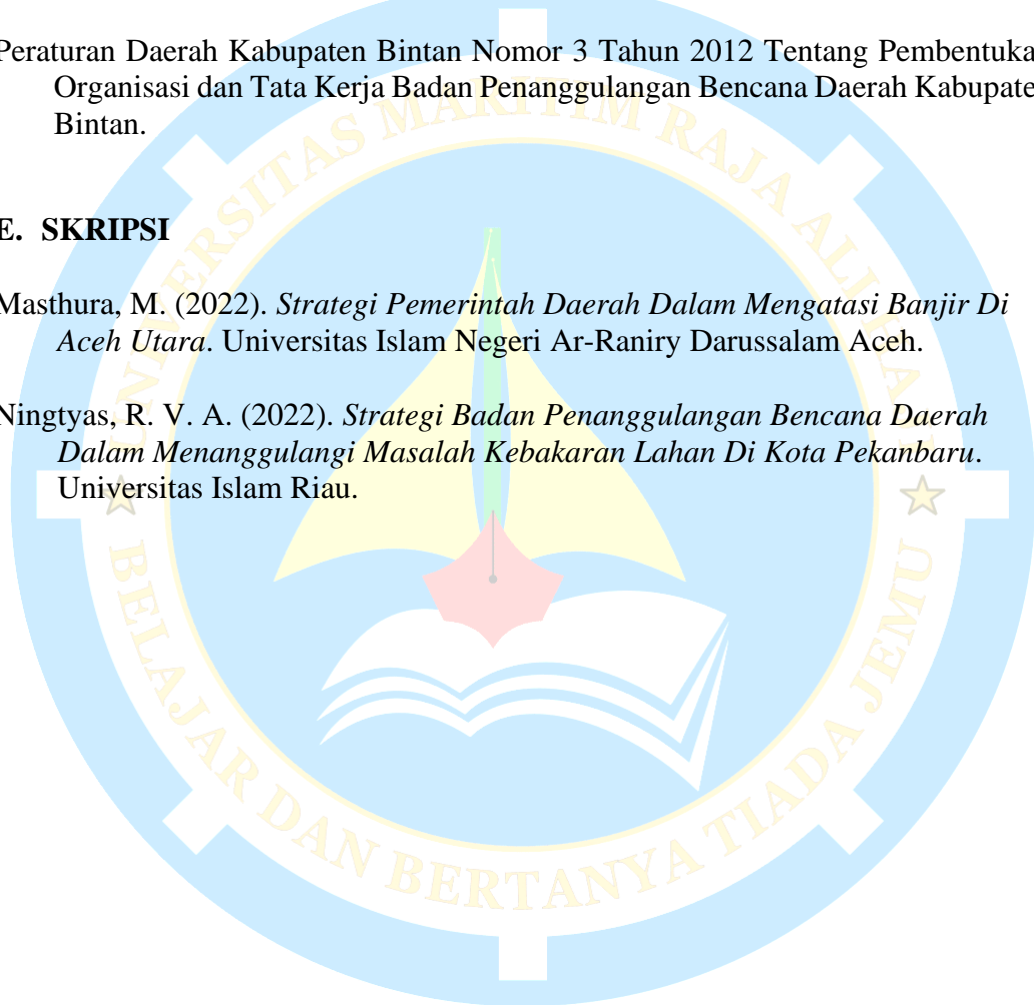 Peraturan Daerah Kabupaten Bintan Nomor 3 Tahun 2012 Tentang Pembentuka
Organisasi dan Tata Kerja Badan Penanggulangan Bencana Daerah Kabupate
Bintan.
E. SKRIPSI
Masthura, M. (2022). Strategi Pemerintah Daerah Dalam Mengatasi Banjir Di
Aceh Utara. Universitas Islam Negeri Ar-Raniry Darussalam Aceh.
Ningtyas, R. V. A. (2022). Strategi Badan Penanggulangan Bencana Daerah
Dalam Menanggulangi Masalah Kebakaran Lahan Di Kota Pekanbaru.
Universitas Islam Riau.
UNIVERSITAS MARITIM RAJA ALI HAJI
BELAJAR DAN BERTANYA TIADA JEMU